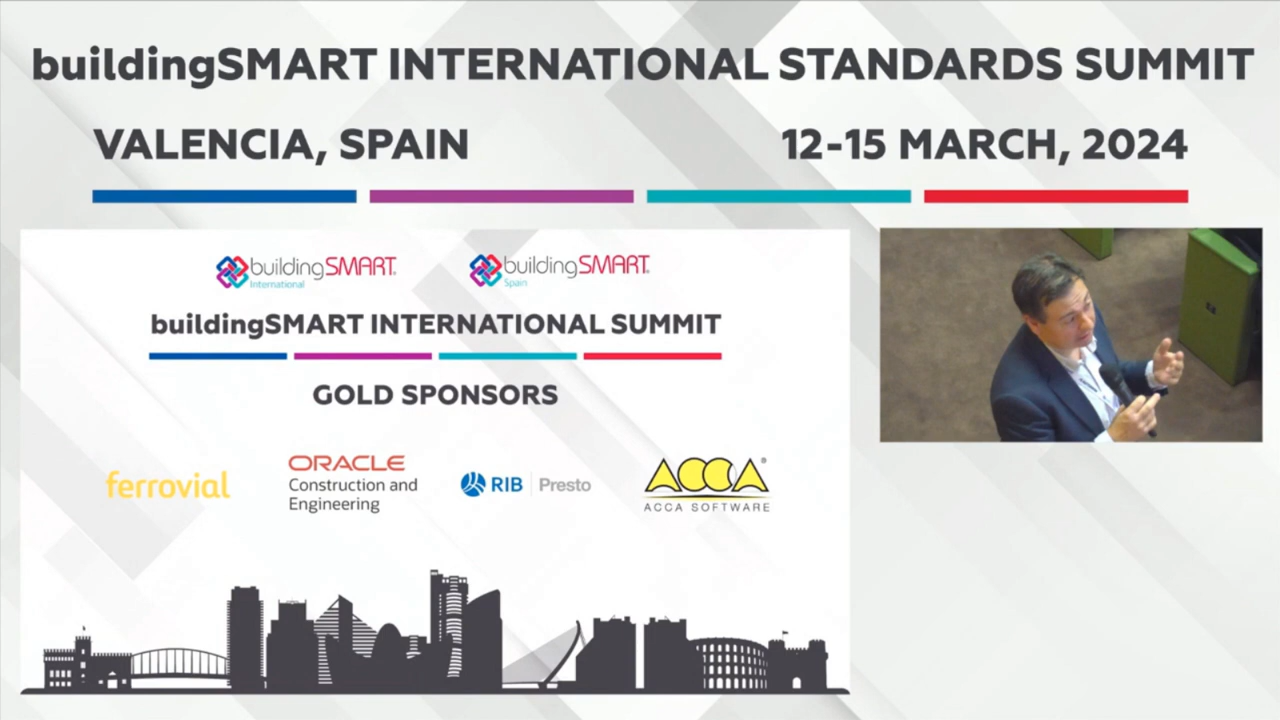 buildingSMART INTERNATIONAL STANDARDS SUMMIT
VALENCIA, SPAIN
12-15 MARCH, 2024
buildingSMART®
International
buildingSMART®
Spain
buildingSMART INTERNATIONAL SUMMIT
GOLD SPONSORS
ferrovial
ORACLE
Construction and
Engineering
RIB | Presto
ACCA®
ACCA SOFTWARE